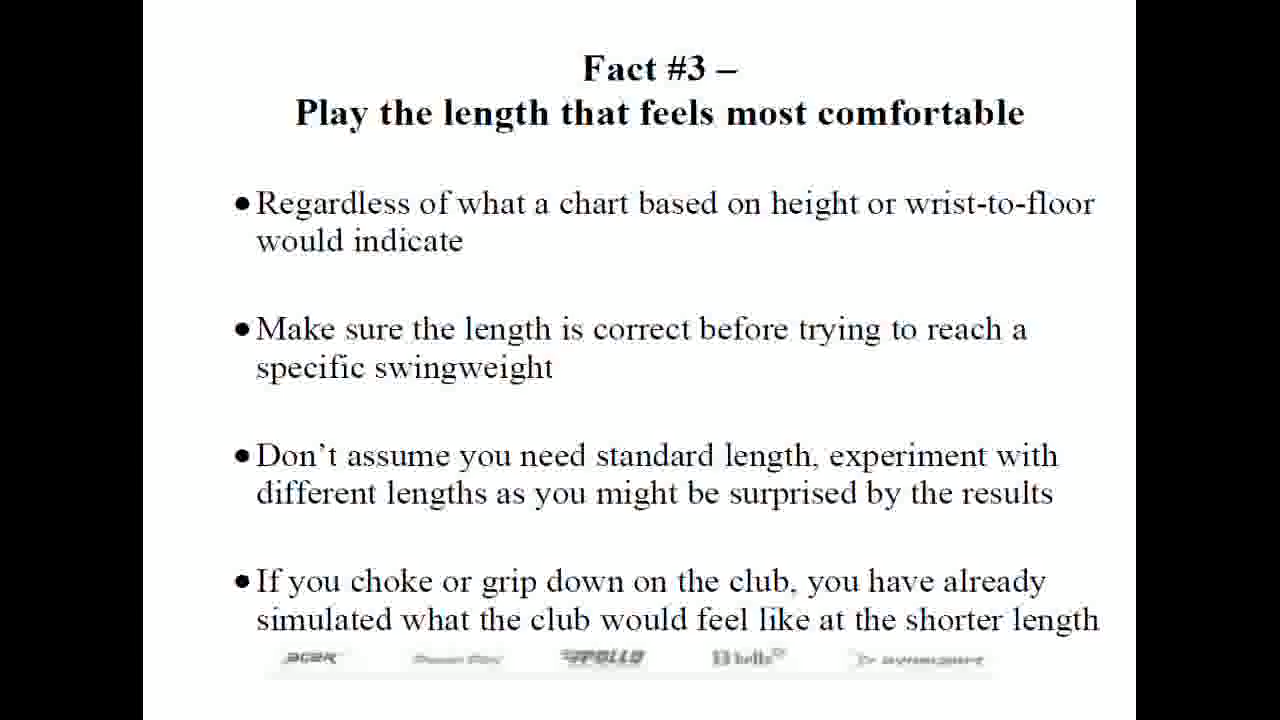 Fact #3 –
Play the length that feels most comfortable
● Regardless of what a chart based on height or wrist-to-floor
would indicate
● Make sure the length is correct before trying to reach a
specific swingweight
● Don’t assume you need standard length, experiment with
different lengths as you might be surprised by the results
● If you choke or grip down on the club, you have already
simulated what the club would feel like at the shorter length
ACER APOLLO